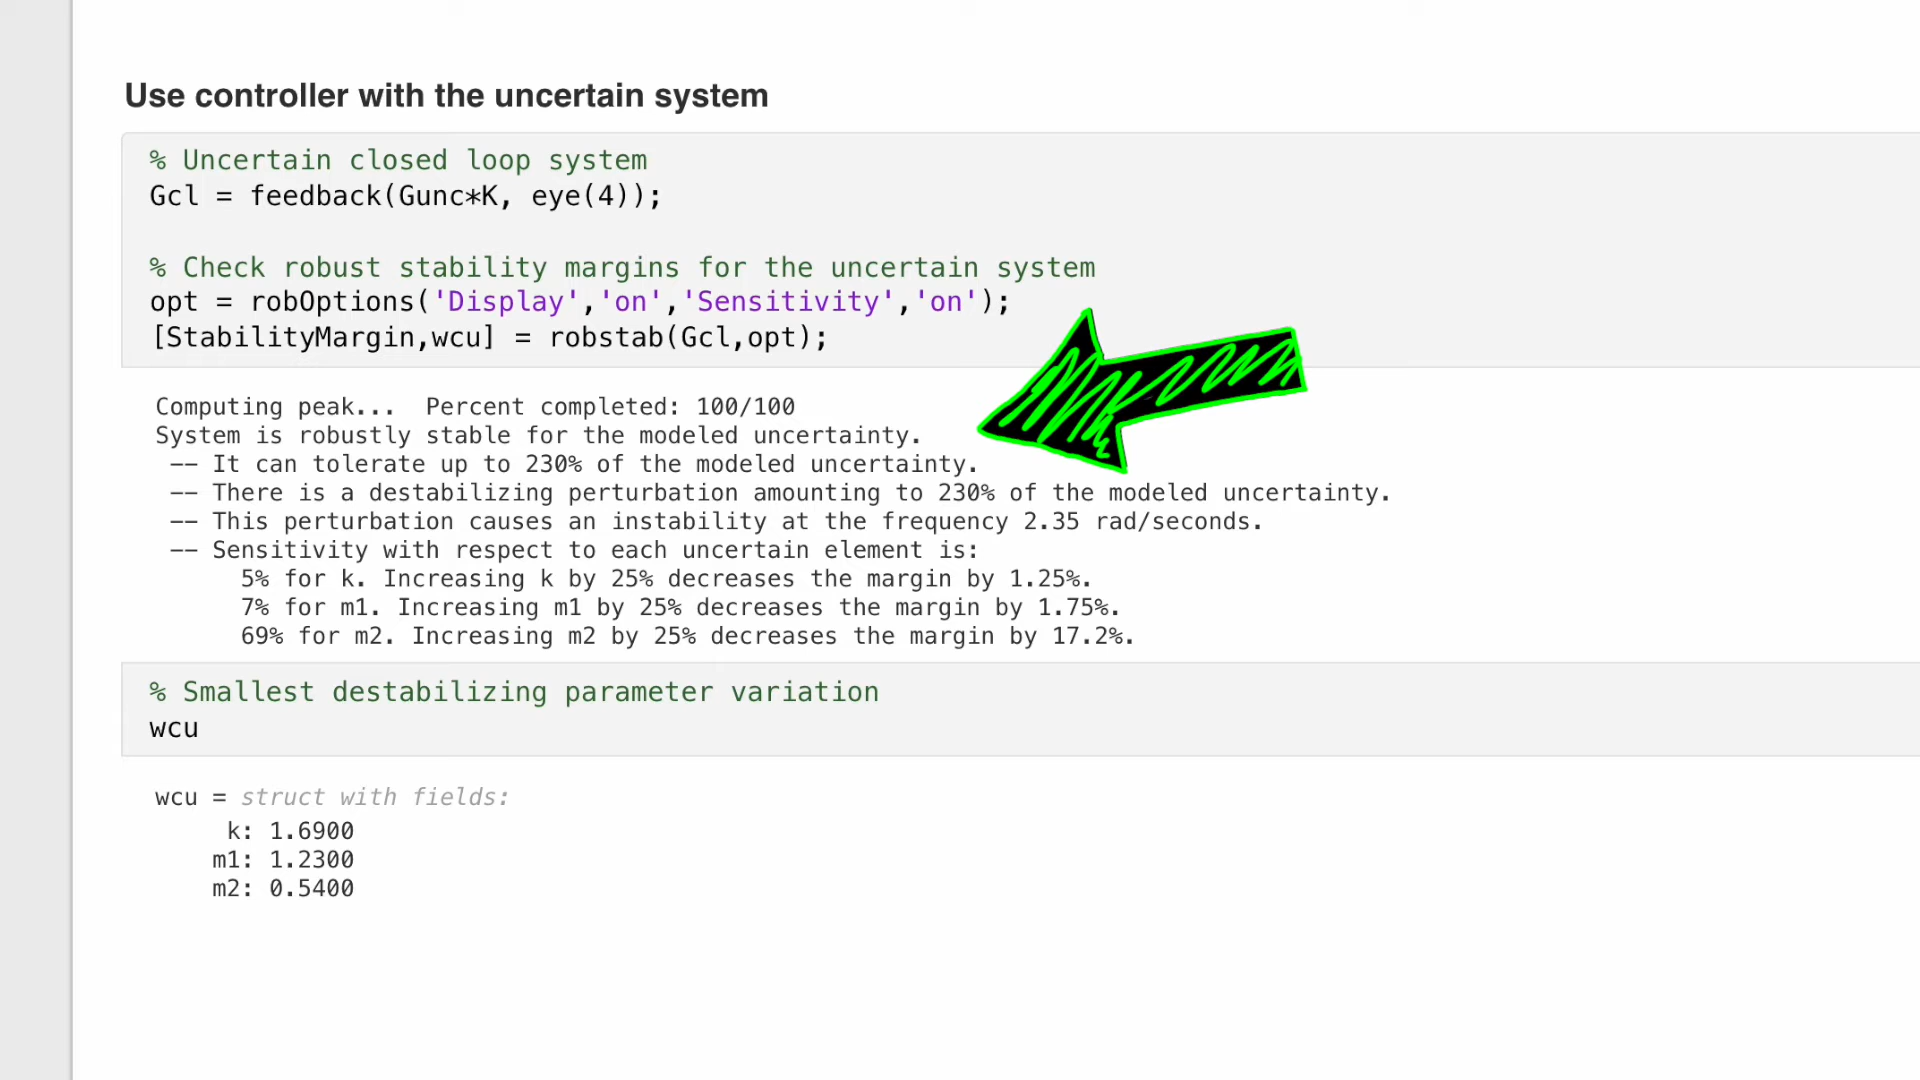 Use controller with the uncertain system
% Uncertain closed loop system
Gcl = feedback(Gunc*K, eye(4));
% Check robust stability margins for the uncertain system
opt = robOptions('Display','on','Sensitivity','on');
[StabilityMargin,wcu] = robstab(Gcl,opt);
Computing peak...  Percent completed: 100/100
System is robustly stable for the modeled uncertainty.
-- It can tolerate up to 230% of the modeled uncertainty.
-- There is a destabilizing perturbation amounting to 230% of the modeled uncertainty.
-- This perturbation causes an instability at the frequency 2.35 rad/seconds.
-- Sensitivity with respect to each uncertain element is:
5% for k. Increasing k by 25% decreases the margin by 1.25%.
7% for m1. Increasing m1 by 25% decreases the margin by 1.75%.
69% for m2. Increasing m2 by 25% decreases the margin by 17.2%.
% Smallest destabilizing parameter variation
wcu
wcu = struct with fields:
k: 1.6900
m1: 1.2300
m2: 0.5400